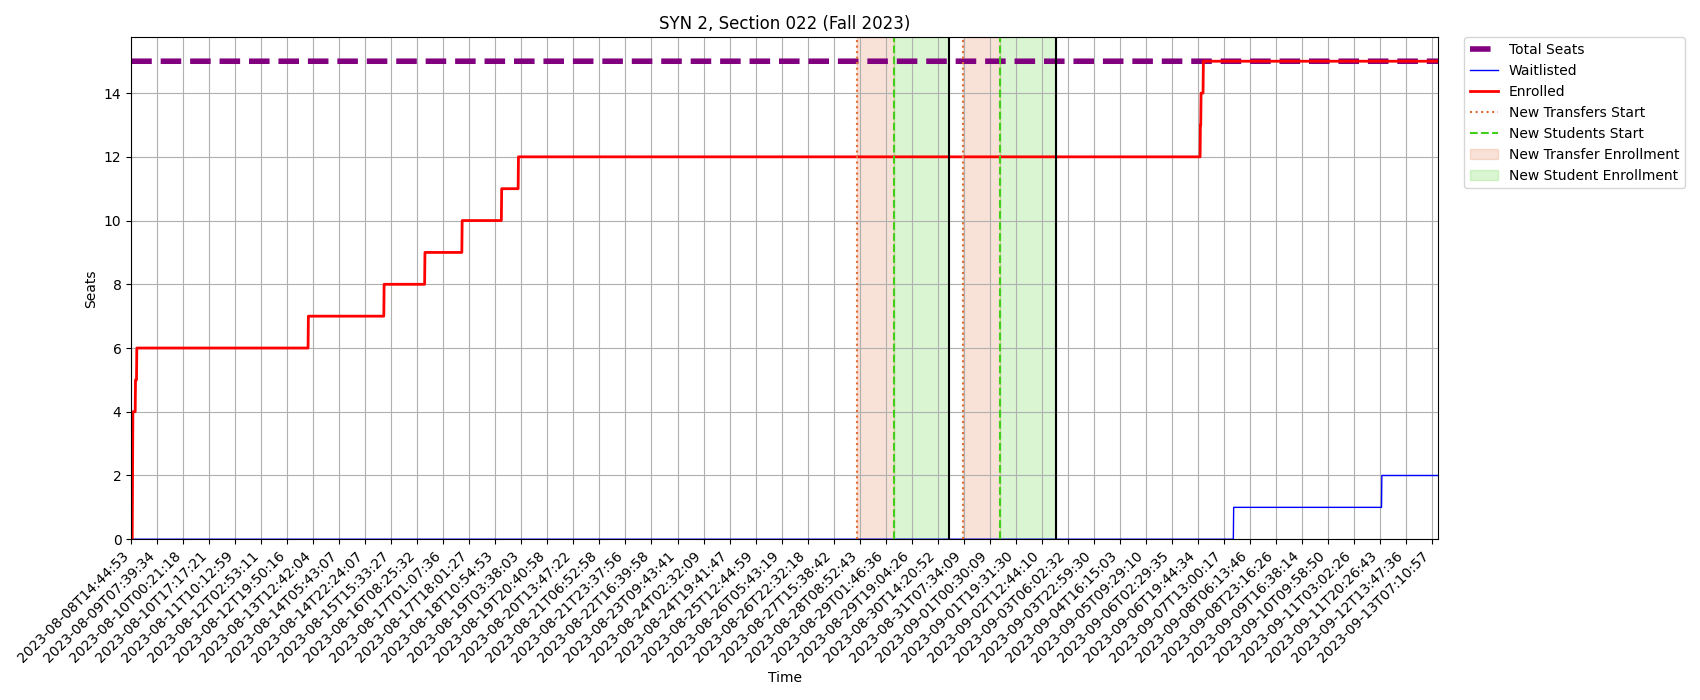 SYN 2, Section 022 (Fall 2023)
Total Seats
Waitlisted
Enrolled
New Transfers Start
New Students Start
New Transfer Enrollment
New Student Enrollment
Seats
14
12
10
8
6
4
2
0
2023-08-08T14:44:53
2023-08-09T07:39:34
2023-08-10T00:21:18
2023-08-10T17:17:21
2023-08-11T10:12:59
2023-08-12T02:53:11
2023-08-12T19:50:16
2023-08-13T12:42:04
2023-08-14T05:43:07
2023-08-14T22:24:07
2023-08-15T15:33:27
2023-08-16T08:25:32
2023-08-17T01:07:36
2023-08-17T18:01:27
2023-08-18T10:54:53
2023-08-19T03:38:03
2023-08-19T20:40:58
2023-08-20T13:47:22
2023-08-21T06:52:58
2023-08-21T23:37:56
2023-08-22T16:39:58
2023-08-23T09:43:41
2023-08-24T02:32:09
2023-08-24T19:41:47
2023-08-25T12:44:59
2023-08-26T05:43:19
2023-08-26T22:32:18
2023-08-27T15:38:42
2023-08-28T08:52:43
2023-08-29T01:46:36
2023-08-29T19:04:26
2023-08-30T14:20:52
2023-08-31T07:34:09
2023-09-01T00:30:09
2023-09-01T19:31:30
2023-09-02T12:44:10
2023-09-03T06:02:32
2023-09-03T22:59:30
2023-09-04T16:15:03
2023-09-05T09:29:10
2023-09-06T02:29:35
2023-09-06T19:44:34
2023-09-07T13:00:17
2023-09-08T06:13:46
2023-09-08T23:16:26
2023-09-09T16:38:14
2023-09-10T09:58:50
2023-09-11T03:02:26
2023-09-11T20:26:43
2023-09-12T13:47:36
2023-09-13T07:10:57
Time